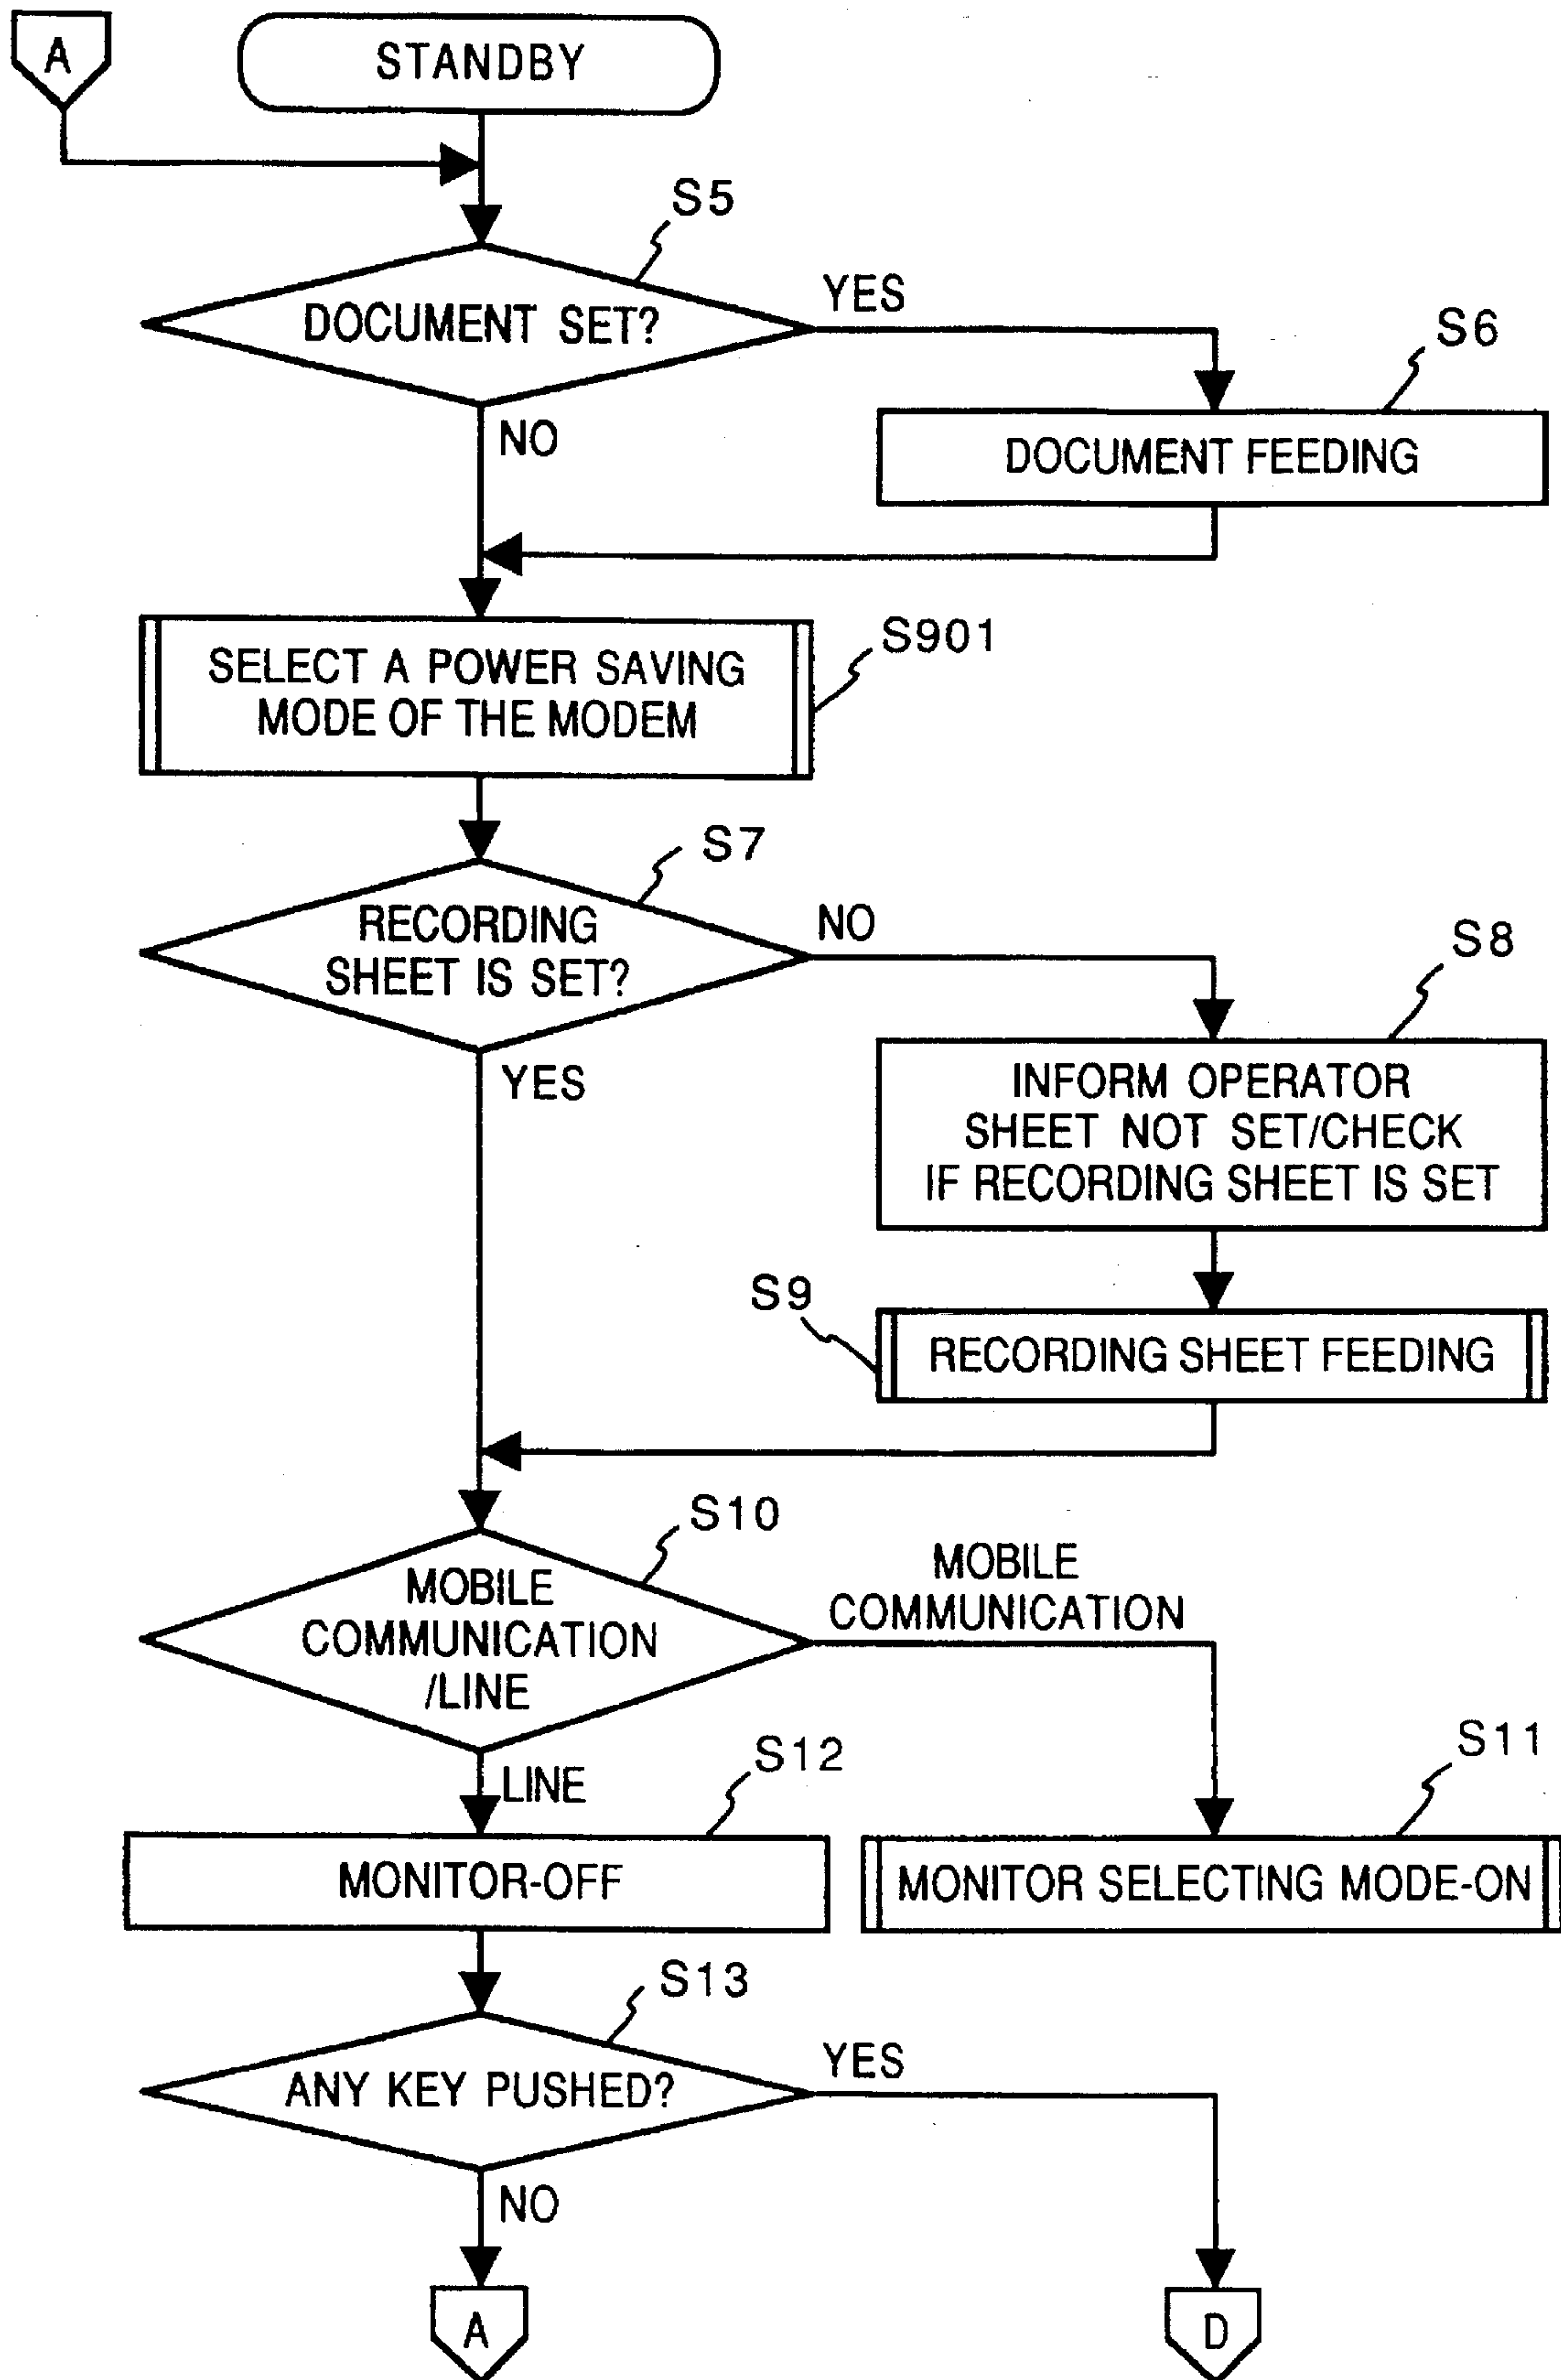 A
STANDBY
S5
DOCUMENT SET?
YES
S6
NO
DOCUMENT FEEDING
SELECT A POWER SAVING
MODE OF THE MODEM
S901
S7
RECORDING
SHEET IS SET?
NO
S8
YES
INFORM OPERATOR
SHEET NOT SET/CHECK
IF RECORDING SHEET IS SET
S9
RECORDING SHEET FEEDING
S10
MOBILE
COMMUNICATION
/LINE
MOBILE
COMMUNICATION
LINE
S12
S11
MONITOR-OFF
MONITOR SELECTING MODE-ON
S13
ANY KEY PUSHED?
YES
NO
A
D